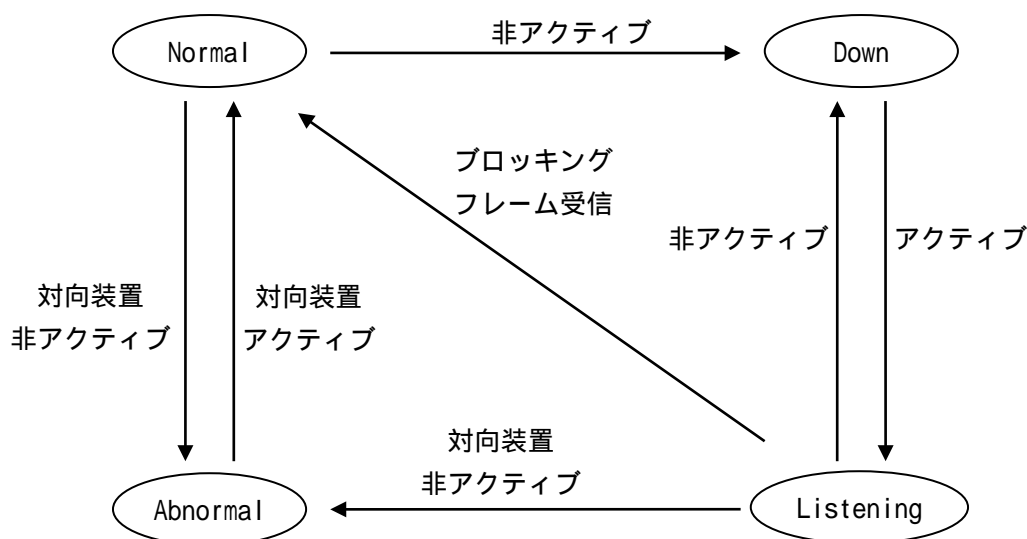 非アクティブ
Normal
Down
ブロッキング
フレーム受信
非アクティブ
アクティブ
対向装置
非アクティブ
対向装置
アクティブ
対向装置
非アクティブ
Abnormal
Listening